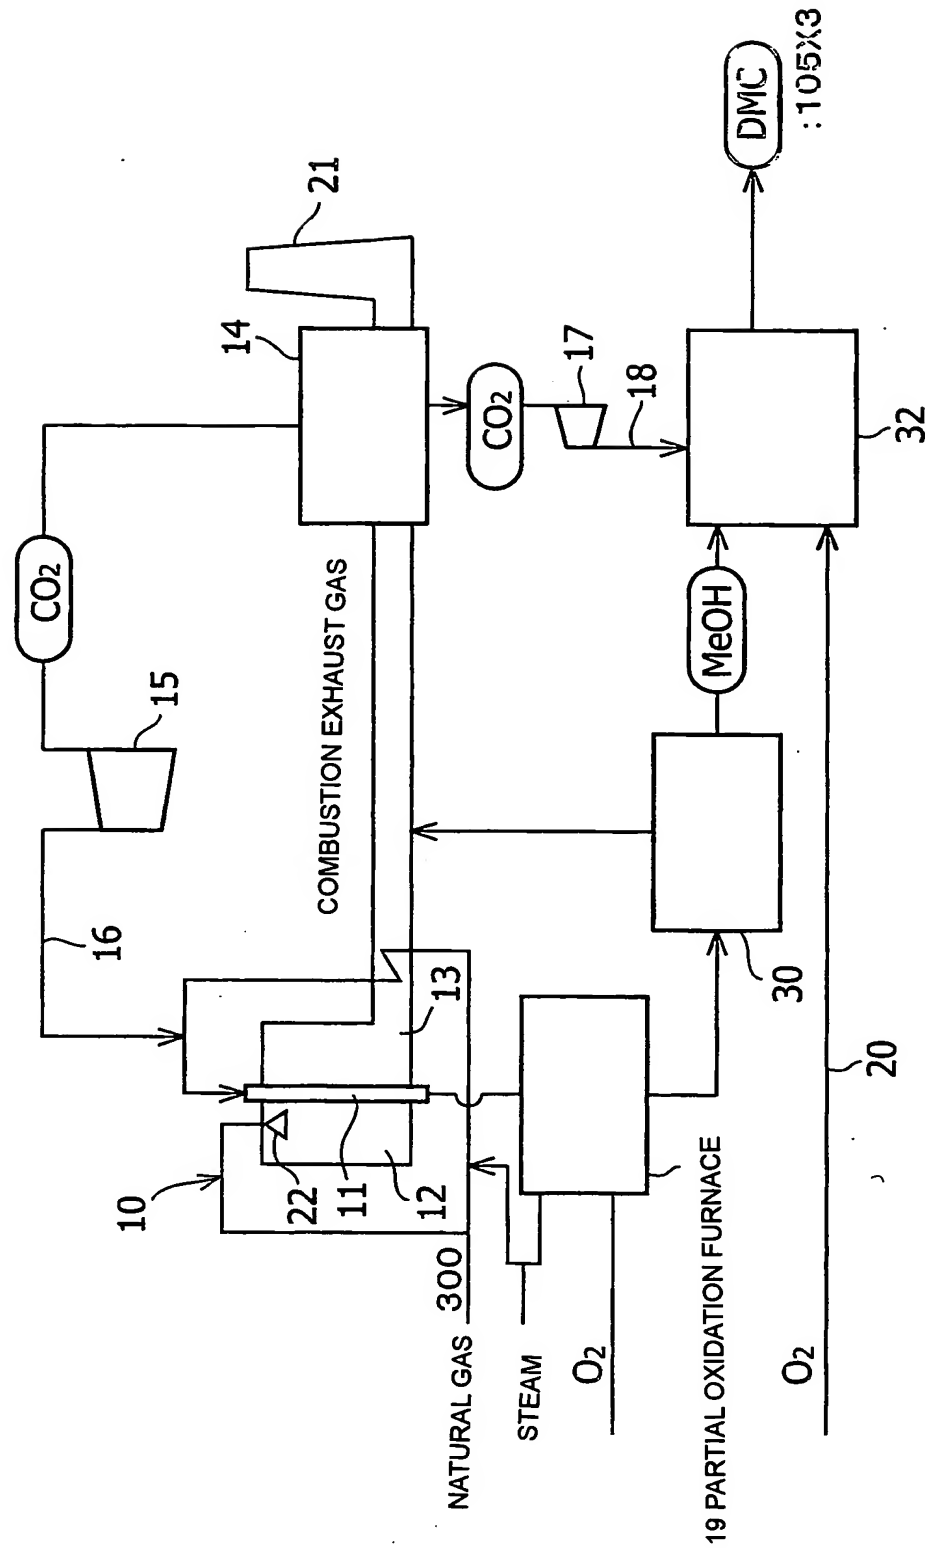 CO2
15
16
14
21
COMBUSTION EXHAUST GAS
10
22
11
12
13
CO2
17
18
NATURAL GAS 300
STEAM
O2
19 PARTIAL OXIDATION FURNACE
30
MeOH
32
DMC
:105X3
O2
20